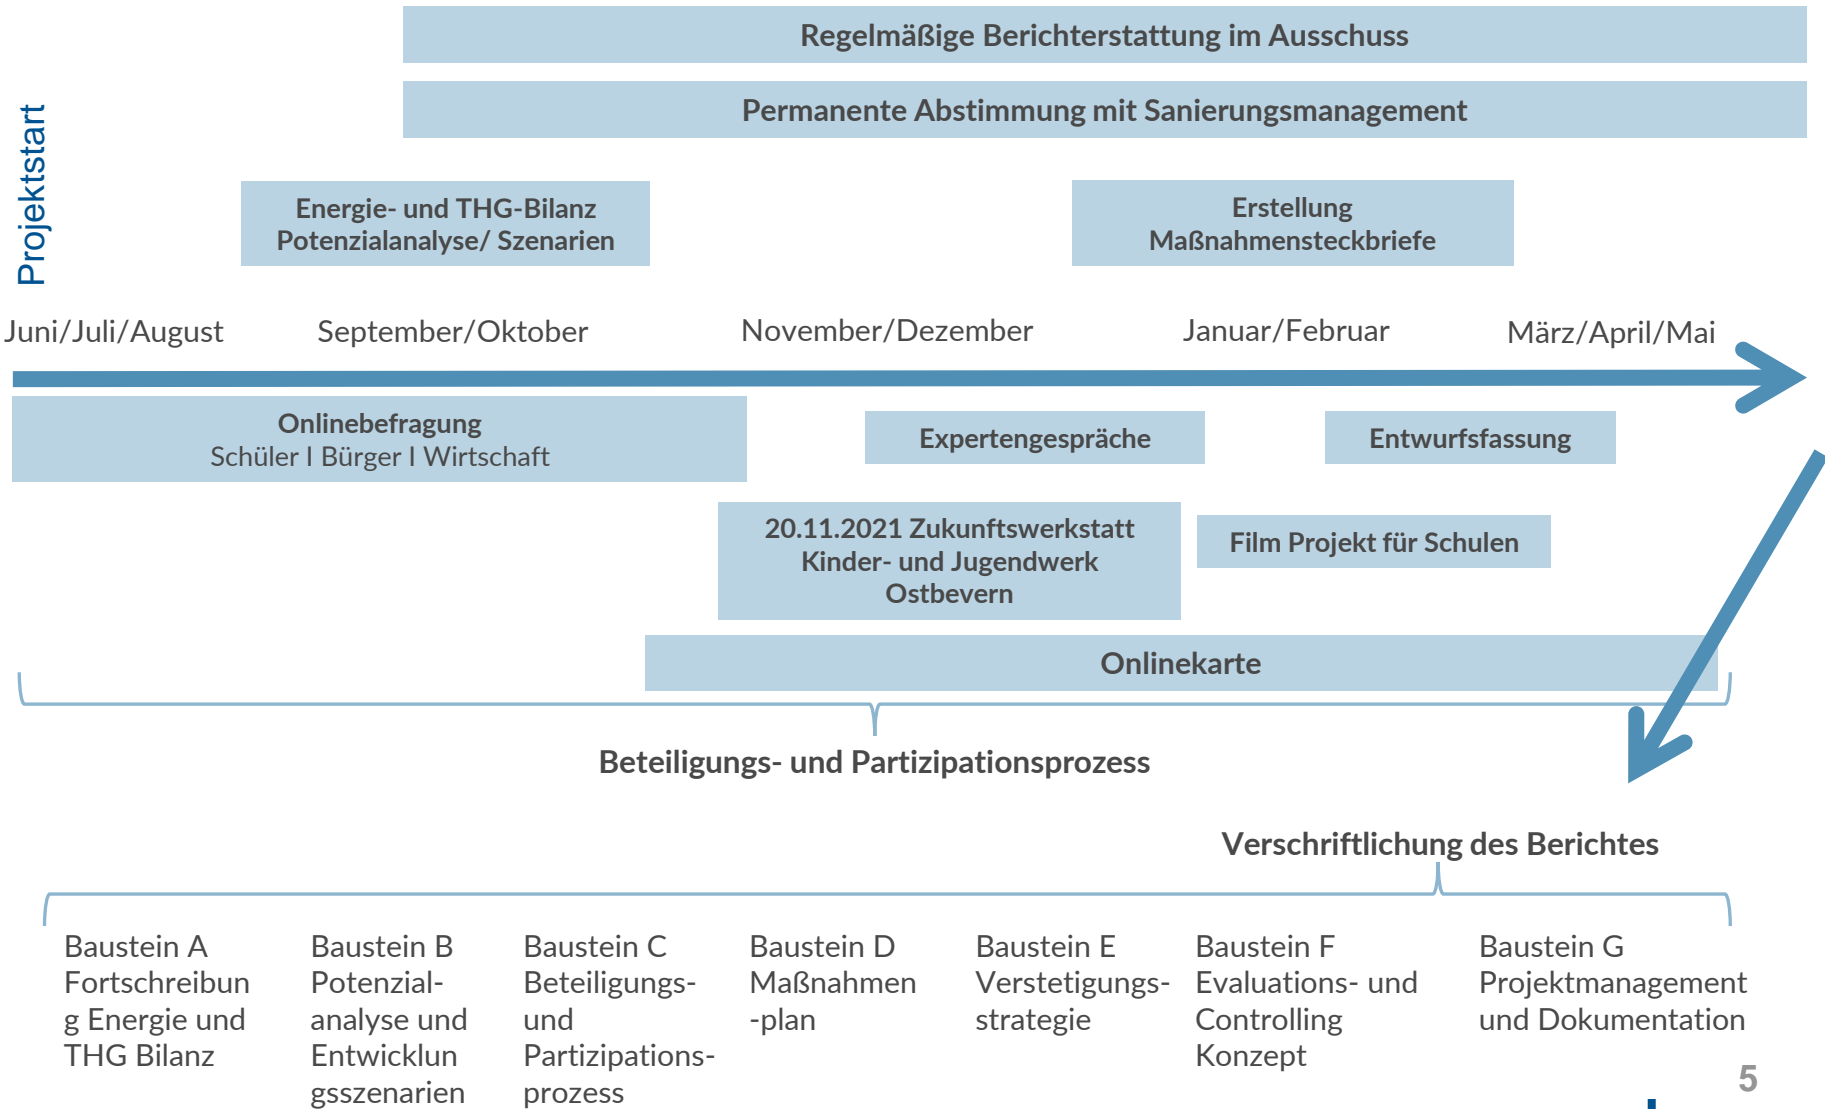 Regelmäßige Berichterstattung im Ausschuss
Permanente Abstimmung mit Sanierungsmanagement
Projektstart
Energie- und THG-Bilanz
Potenzialanalyse/ Szenarien
Erstellung
Maßnahmensteckbriefe
Juni/Juli/August
September/Oktober
November/Dezember
Januar/Februar
März/April/Mai
Onlinebefragung
Schüler I Bürger I Wirtschaft
Expertengespräche
Entwurfsfassung
20.11.2021 Zukunftswerkstatt
Kinder- und Jugendwerk
Ostbevern
Film Projekt für Schulen
Onlinekarte
Beteiligungs- und Partizipationsprozess
Verschriftlichung des Berichtes
Baustein A
Fortschreibun
g Energie und
THG Bilanz
Baustein B
Potenzial-
analyse und
Entwicklun
gsszenarien
Baustein C
Beteiligungs-
und
Partizipations-
prozess
Baustein D
Maßnahmen
-plan
Baustein E
Verstetigungs-
strategie
Baustein F
Evaluations- und
Controlling
Konzept
Baustein G
Projektmanagement
und Dokumentation
5